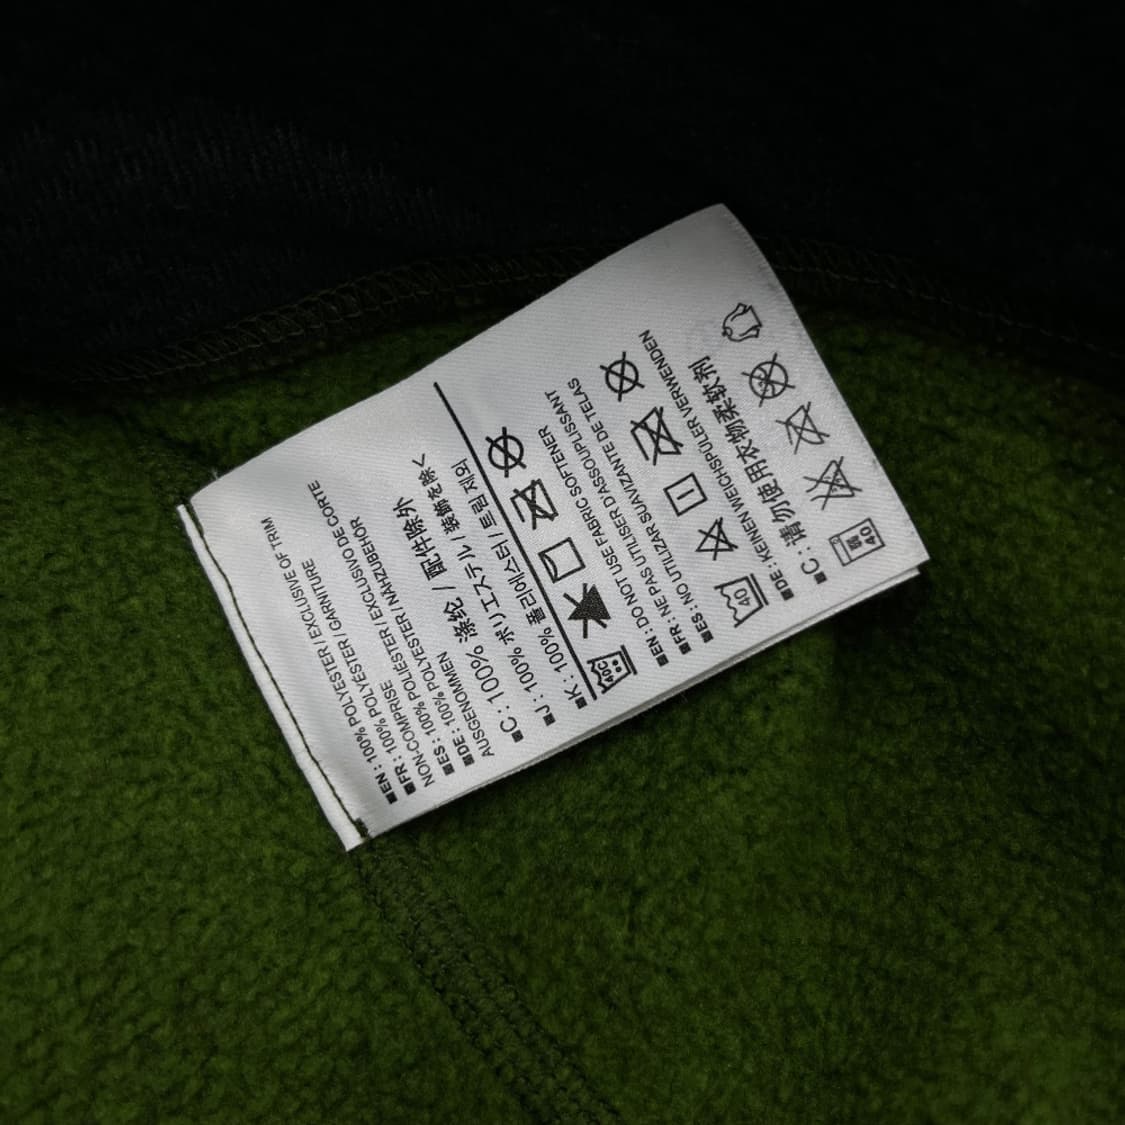 ■EN : 100% POLYESTER / EXCLUSIVE OF TRIM
■FR : 100% POLYESTER / GARNITURE
NON-COMPRISE
■ES : 100% POLIÉSTER / EXCLUSIVO DE CORTE
■DE : 100% POLYESTER / NÄHZUBEHÖR
AUSGENOMMEN
■C : 100% 涤纶 / 配件除外
■J : 100% ポリエステル / 装飾を除く
■K : 100% 폴리에스터 / 트림 제외
40C
■EN : DO NOT USE FABRIC SOFTENER
■FR : NE PAS UTILISER D'ASSOUPLISSANT
■ES : NO UTILIZAR SUAVIZANTE DE TELAS
40
■DE : KEINEN WEICHSPÜLER VERWENDEN
■C : 请勿使用衣物柔软剂
40